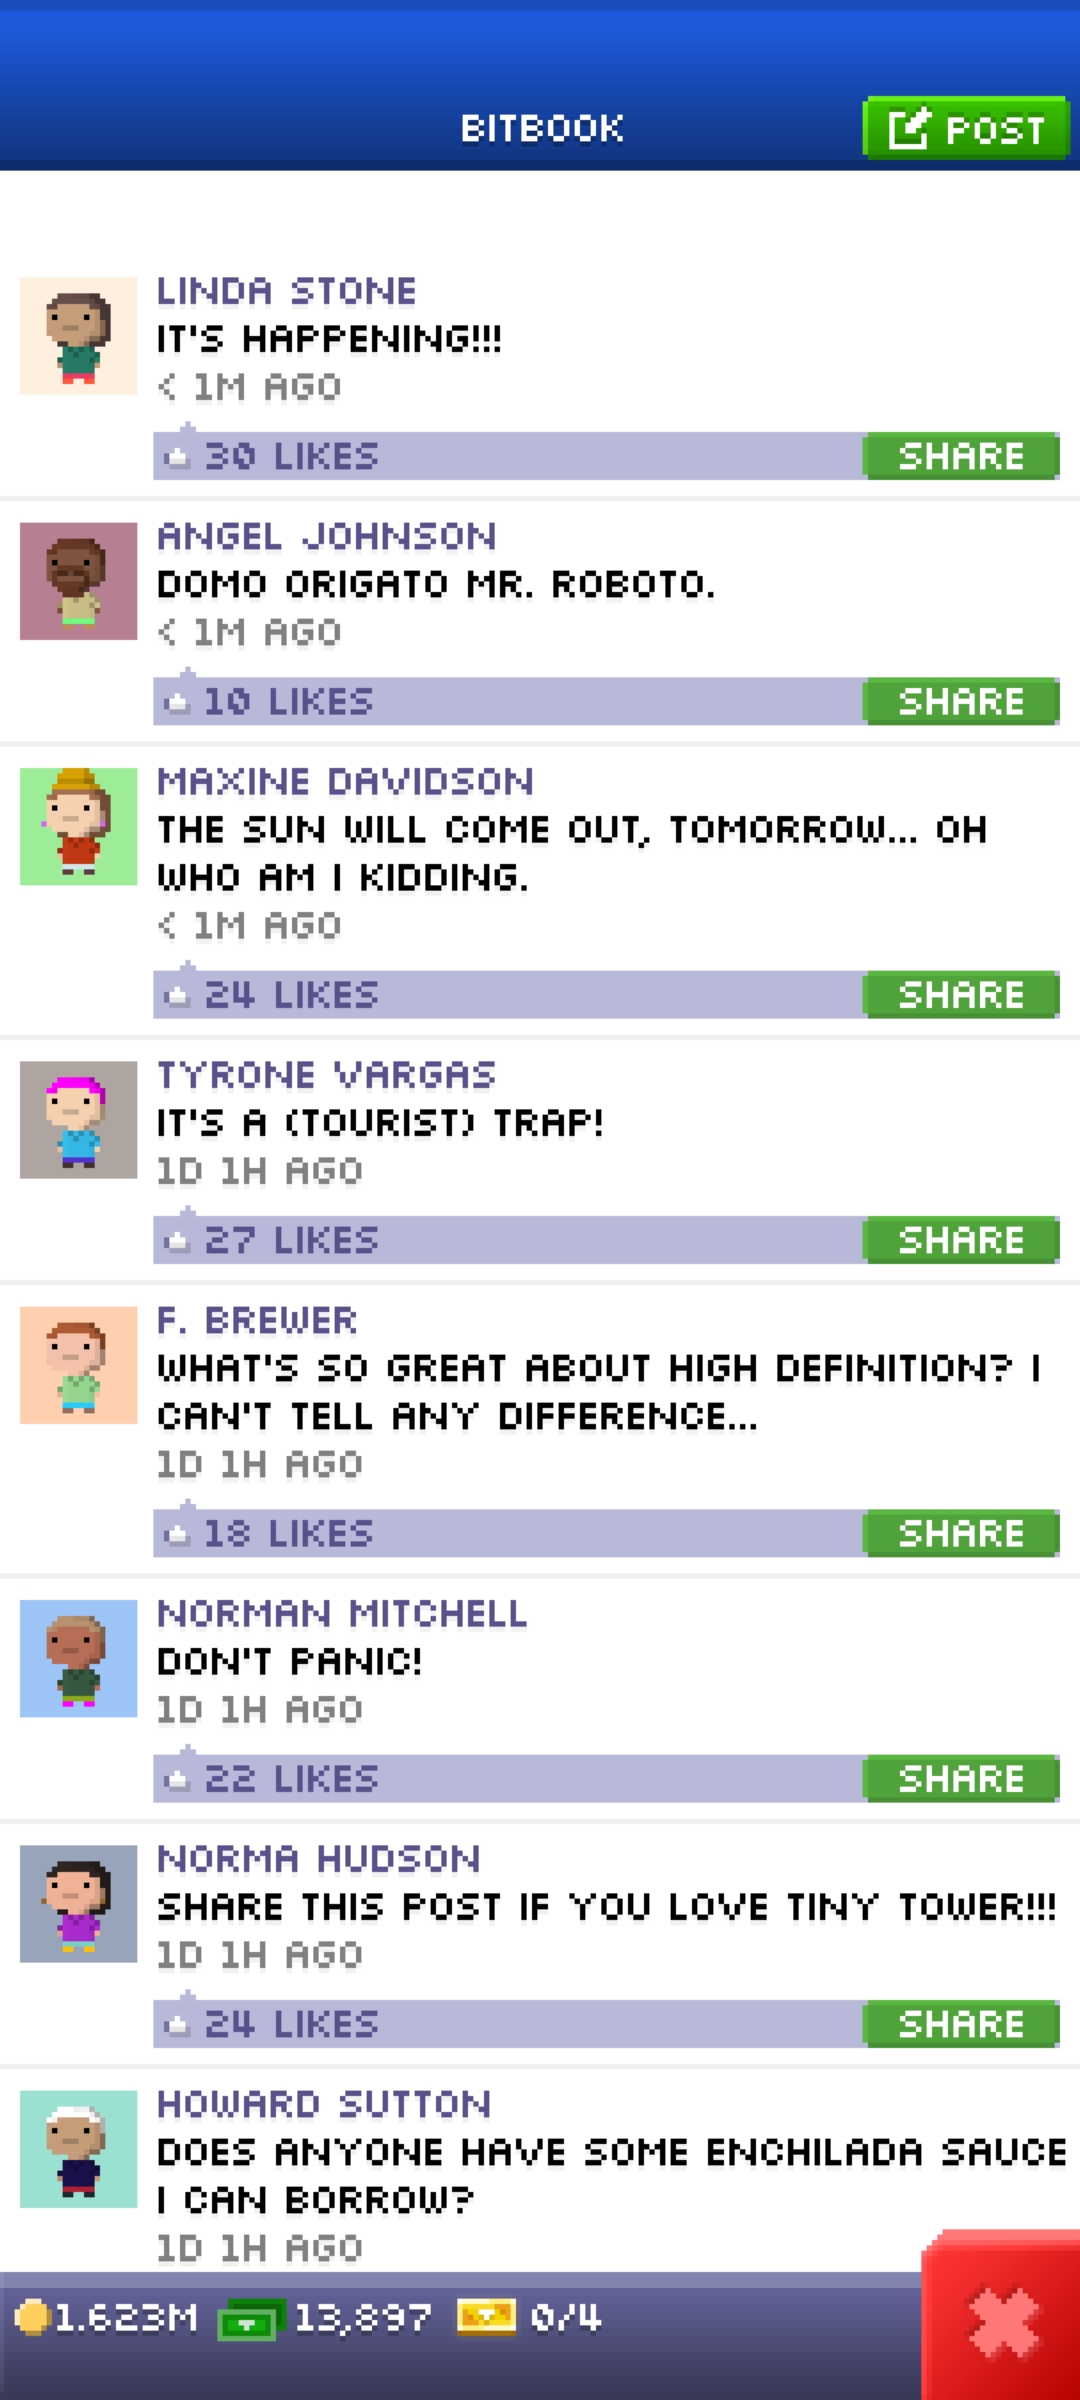 BITBOOK
POST
LINDA STONE
IT'S HAPPENING!!!
< 1M AGO
30 LIKES
SHARE
ANGEL JOHNSON
DOMO ORIGATO MR. ROBOTO.
< 1M AGO
10 LIKES
SHARE
MAXINE DAVIDSON
THE SUN WILL COME OUT, TOMORROW... OH
WHO AM I KIDDING.
< 1M AGO
24 LIKES
SHARE
TYRONE VARGAS
IT'S A (TOURIST) TRAP!
1D 1H AGO
27 LIKES
SHARE
F. BREWER
WHAT'S SO GREAT ABOUT HIGH DEFINITION? I
CAN'T TELL ANY DIFFERENCE...
1D 1H AGO
18 LIKES
SHARE
NORMAN MITCHELL
DON'T PANIC!
1D 1H AGO
22 LIKES
SHARE
NORMA HUDSON
SHARE THIS POST IF YOU LOVE TINY TOWER!!!
1D 1H AGO
24 LIKES
SHARE
HOWARD SUTTON
DOES ANYONE HAVE SOME ENCHILADA SAUCE
I CAN BORROW?
1D 1H AGO
1.623M 13,897 0/4